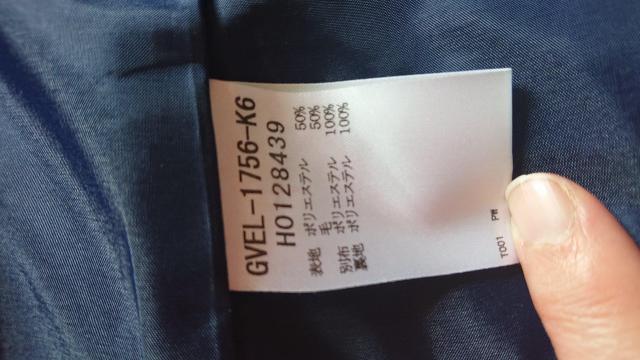 GVEL-1756-K6
H0128439
表地 ポリエステル 50%
毛 50%
別布 ポリエステル 100%
裏地 ポリエステル 100%
T001 PW